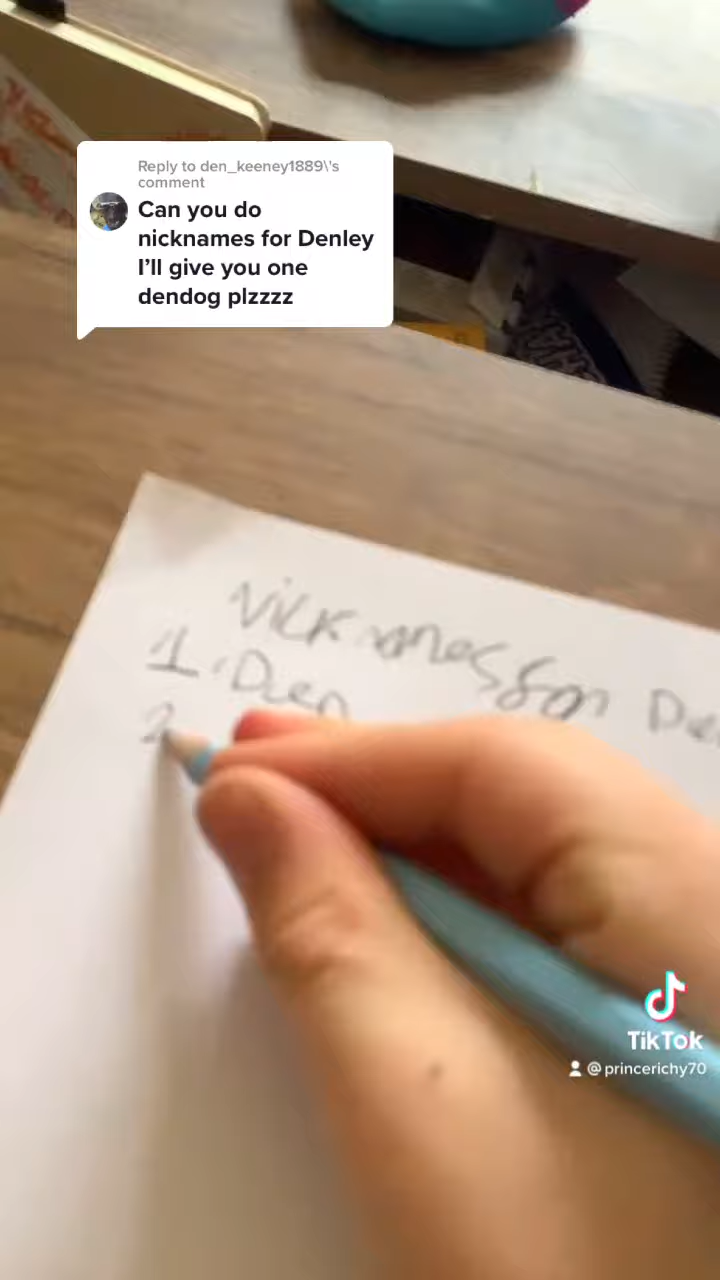 Reply to den_keeney1889\'s
comment
Can you do
nicknames for Denley
I'll give you one
dendog plzzzz
Nicknames for De
1.
2
TikTok
@princerichy70